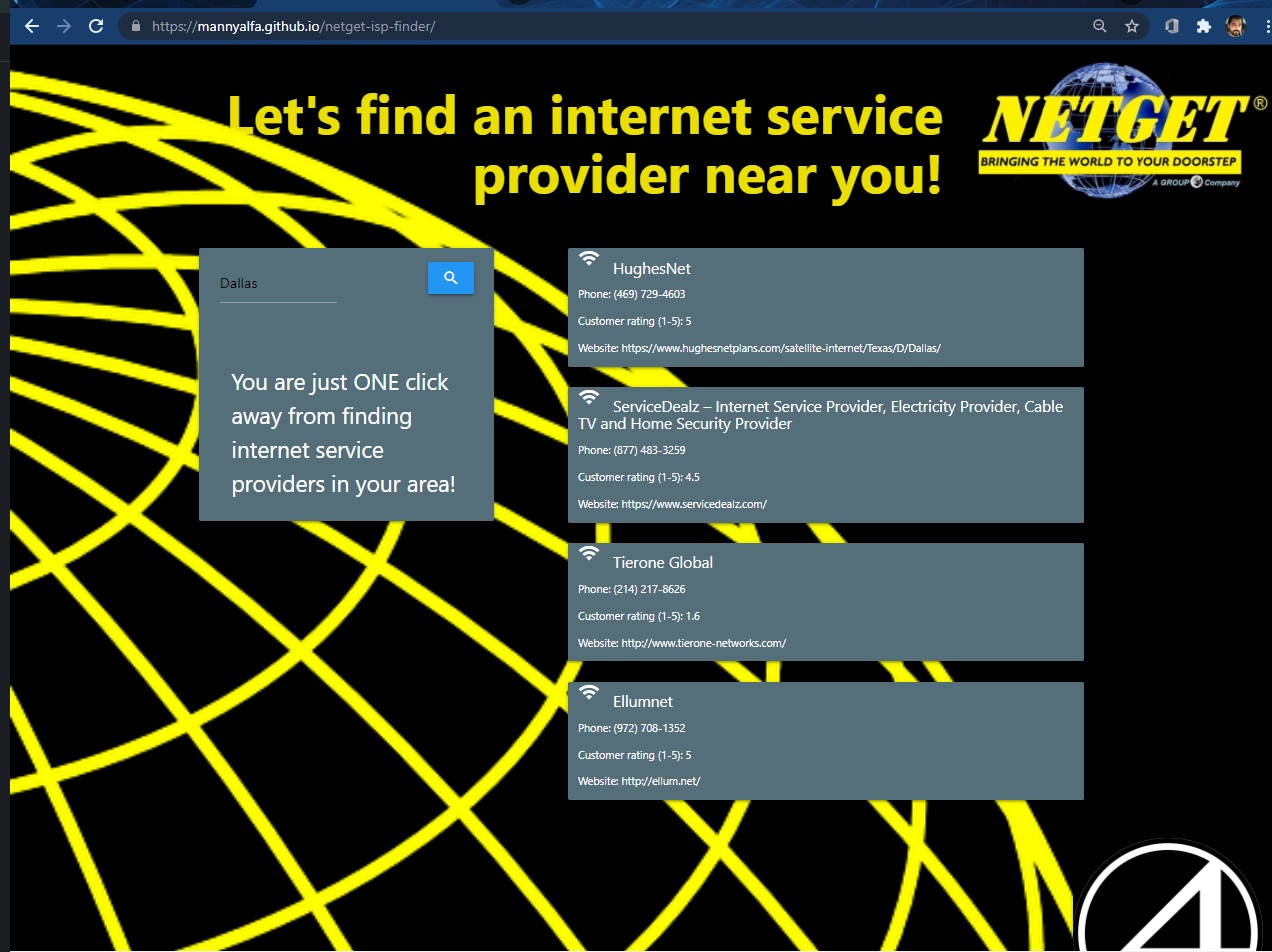 https://mannyalfa.github.io/netget-isp-finder/
Let's find an internet service
provider near you!
NETGET®
BRINGING THE WORLD TO YOUR DOORSTEP
A GROUP 4 Company
Dallas
You are just ONE click
away from finding
internet service
providers in your area!
HughesNet
Phone: (469) 729-4603
Customer rating (1-5): 5
Website: https://www.hughesnetplans.com/satellite-internet/Texas/D/Dallas/
ServiceDealz – Internet Service Provider, Electricity Provider, Cable
TV and Home Security Provider
Phone: (877) 483-3259
Customer rating (1-5): 4.5
Website: https://www.servicedealz.com/
Tierone Global
Phone: (214) 217-8626
Customer rating (1-5): 1.6
Website: http://www.tierone-networks.com/
Ellumnet
Phone: (972) 708-1352
Customer rating (1-5): 5
Website: http://ellum.net/
4